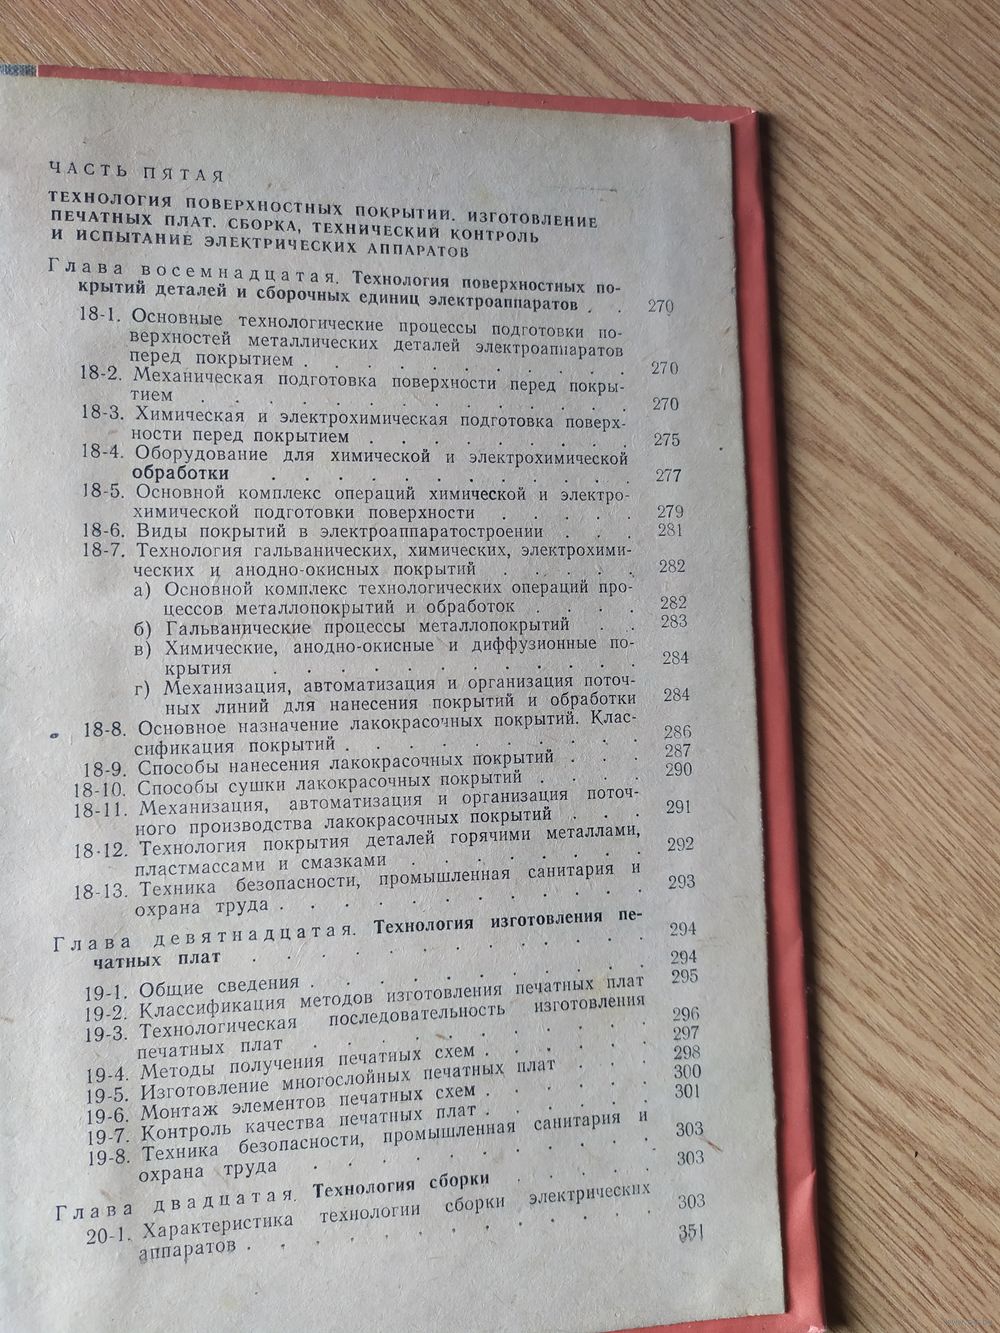 ЧАСТЬ ПЯТАЯ
ТЕХНОЛОГИЯ ПОВЕРХНОСТНЫХ ПОКРЫТИЙ. ИЗГОТОВЛЕНИЕ
ПЕЧАТНЫХ ПЛАТ. СБОРКА, ТЕХНИЧЕСКИЙ КОНТРОЛЬ
И ИСПЫТАНИЕ ЭЛЕКТРИЧЕСКИХ АППАРАТОВ
Глава восемнадцатая. Технология поверхностных по-
крытий деталей и сборочных единиц электроаппаратов . . 270
18-1. Основные технологические процессы подготовки по-
верхностей металлических деталей электроаппаратов
перед покрытием . . . . . . . . . . 270
18-2. Механическая подготовка поверхности перед покры-
тием . . . . . . . . . . . . . 270
18-3. Химическая и электрохимическая подготовка поверх-
ности перед покрытием . . . . . . . . 275
18-4. Оборудование для химической и электрохимической
обработки . . . . . . . . . . . 277
18-5. Основной комплекс операций химической и электро-
химической подготовки поверхности . . . . . 279
18-6. Виды покрытий в электроаппаратостроении . . . 281
18-7. Технология гальванических, химических, электрохими-
ческих и анодно-окисных покрытий . . . . . 282
а) Основной комплекс технологических операций про-
цессов металлопокрытий и обработок . . . . 282
б) Гальванические процессы металлопокрытий . . 283
в) Химические, анодно-окисные и диффузионные по-
крытия . . . . . . . . . . 284
г) Механизация, автоматизация и организация поточ-
ных линий для нанесения покрытий и обработки 284
18-8. Основное назначение лакокрасочных покрытий. Клас-
сификация покрытий . . . . . . . . . . 286
18-9. Способы нанесения лакокрасочных покрытий . . . 287
18-10. Способы сушки лакокрасочных покрытий . . . . 290
18-11. Механизация, автоматизация и организация поточ-
ного производства лакокрасочных покрытий . . . 291
18-12. Технология покрытия деталей горячими металлами,
пластмассами и смазками . . . . . . . 292
18-13. Техника безопасности, промышленная санитария и
охрана труда . . . . . . . . . . . 293
Глава девятнадцатая. Технология изготовления пе-
чатных плат . . . . . . . . . . . . 294
19-1. Общие сведения . . . . . . . . . . 294
19-2. Классификация методов изготовления печатных плат 295
19-3. Технологическая последовательность изготовления
печатных плат . . . . . . . . . . 296
19-4. Методы получения печатных схем . . . . . . 297
19-5. Изготовление многослойных печатных плат . . . 298
19-6. Монтаж элементов печатных схем . . . . . . 300
19-7. Контроль качества печатных плат . . . . . . 301
19-8. Техника безопасности, промышленная санитария и
охрана труда . . . . . . . . . . 303
Глава двадцатая. Технология сборки . . . . . 303
20-1. Характеристика технологии сборки электрических
аппаратов . . . . . . . . . . . . 303
351